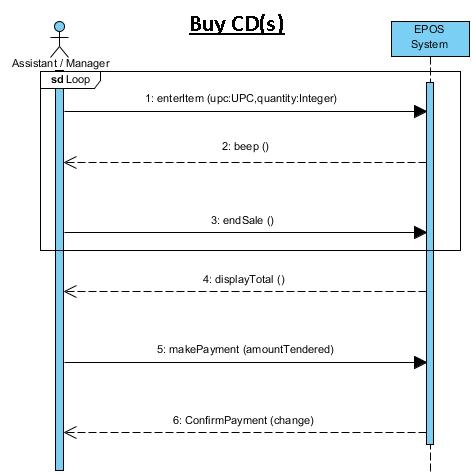 Buy CD(s)
EPOS
System
Assistant / Manager
sd Loop
1: enterItem (upc:UPC,quantity:Integer)
2: beep ()
3: endSale ()
4: displayTotal ()
5: makePayment (amountTendered)
6: ConfirmPayment (change)